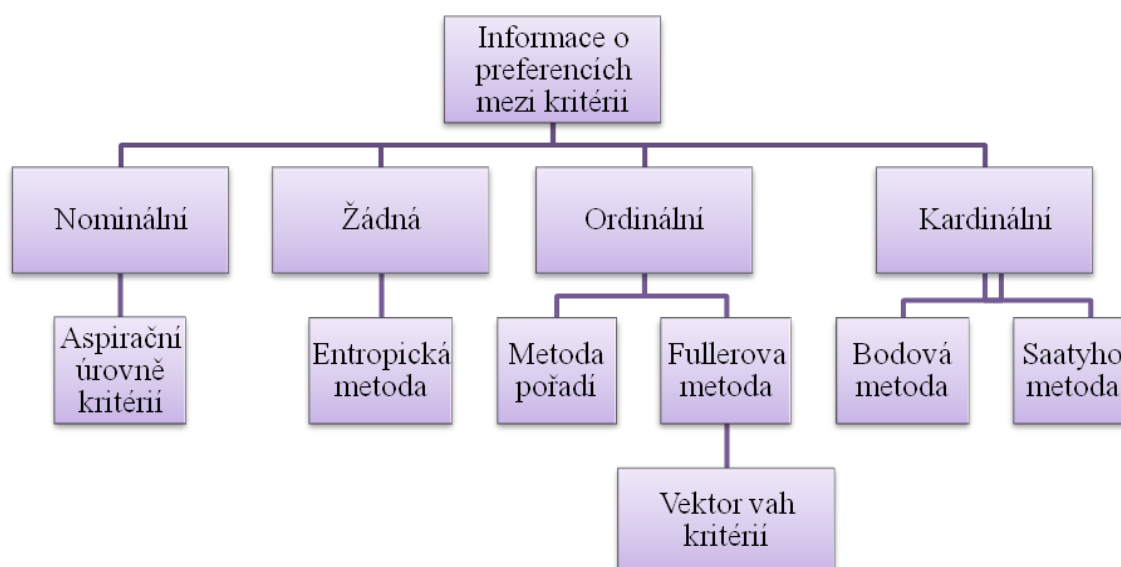 Informace o
preferencích
mezi kritérii
Nominální
Žádná
Ordinální
Kardinální
Aspirační
úrovně
kritérií
Entropická
metoda
Metoda
pořadí
Fullerova
metoda
Bodová
metoda
Saatyho
metoda
Vektor vah
kritérií